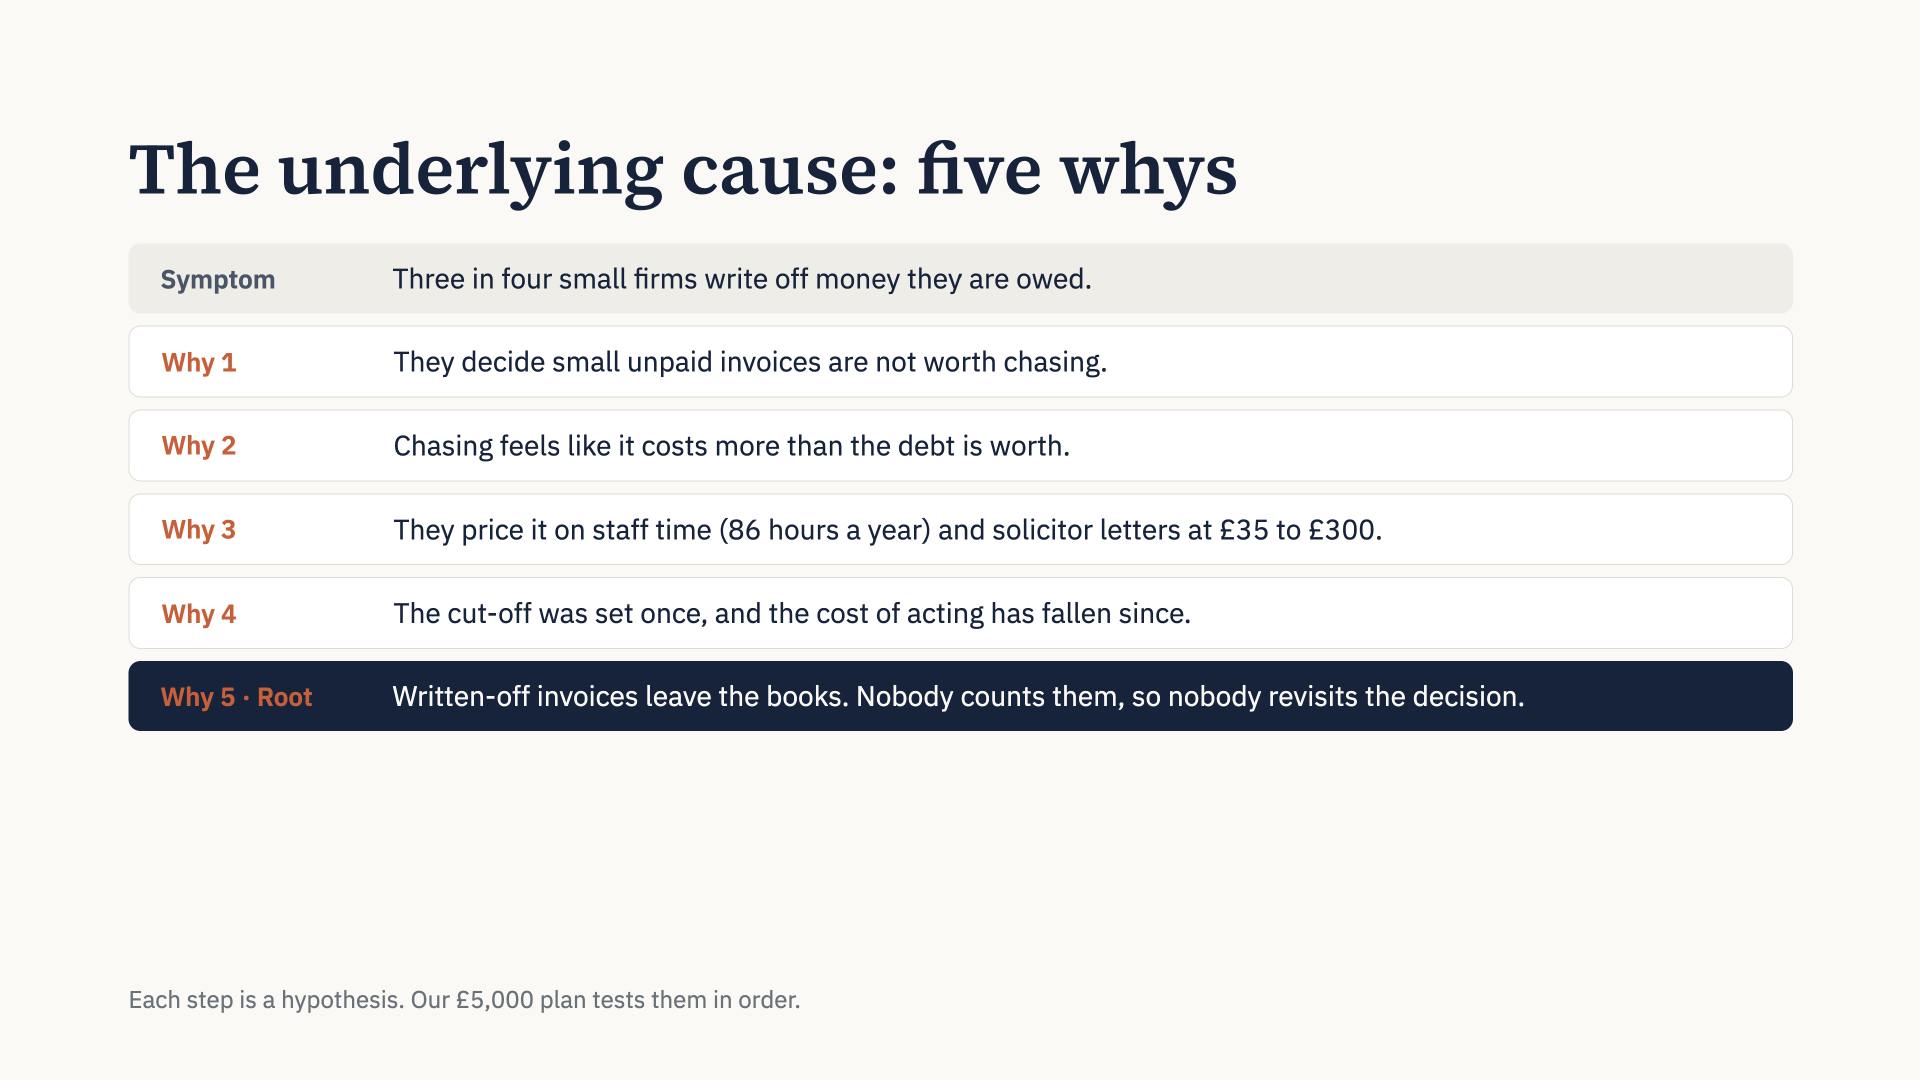 The underlying cause: five whys
Symptom Three in four small firms write off money they are owed.
Why 1 They decide small unpaid invoices are not worth chasing.
Why 2 Chasing feels like it costs more than the debt is worth.
Why 3 They price it on staff time (86 hours a year) and solicitor letters at £35 to £300.
Why 4 The cut-off was set once, and the cost of acting has fallen since.
Why 5 · Root Written-off invoices leave the books. Nobody counts them, so nobody revisits the decision.
Each step is a hypothesis. Our £5,000 plan tests them in order.